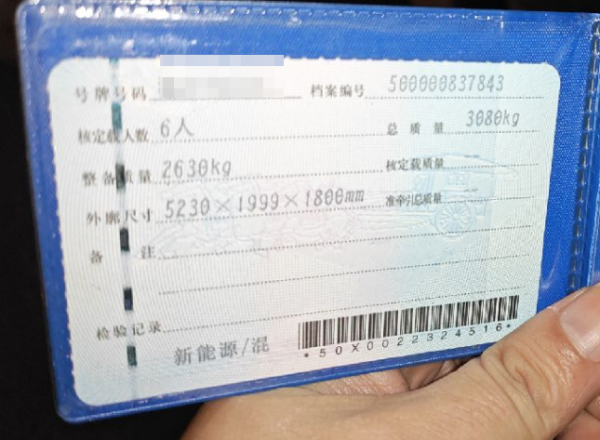 号牌号码 档案编号 500000837843
核定载人数 6人 总质量 3080kg
整备质量 2630kg 核定载质量
外廓尺寸 5230×1999×1800mm 准牵引总质量
备注
检验记录
新能源/混
*50X0022324516*